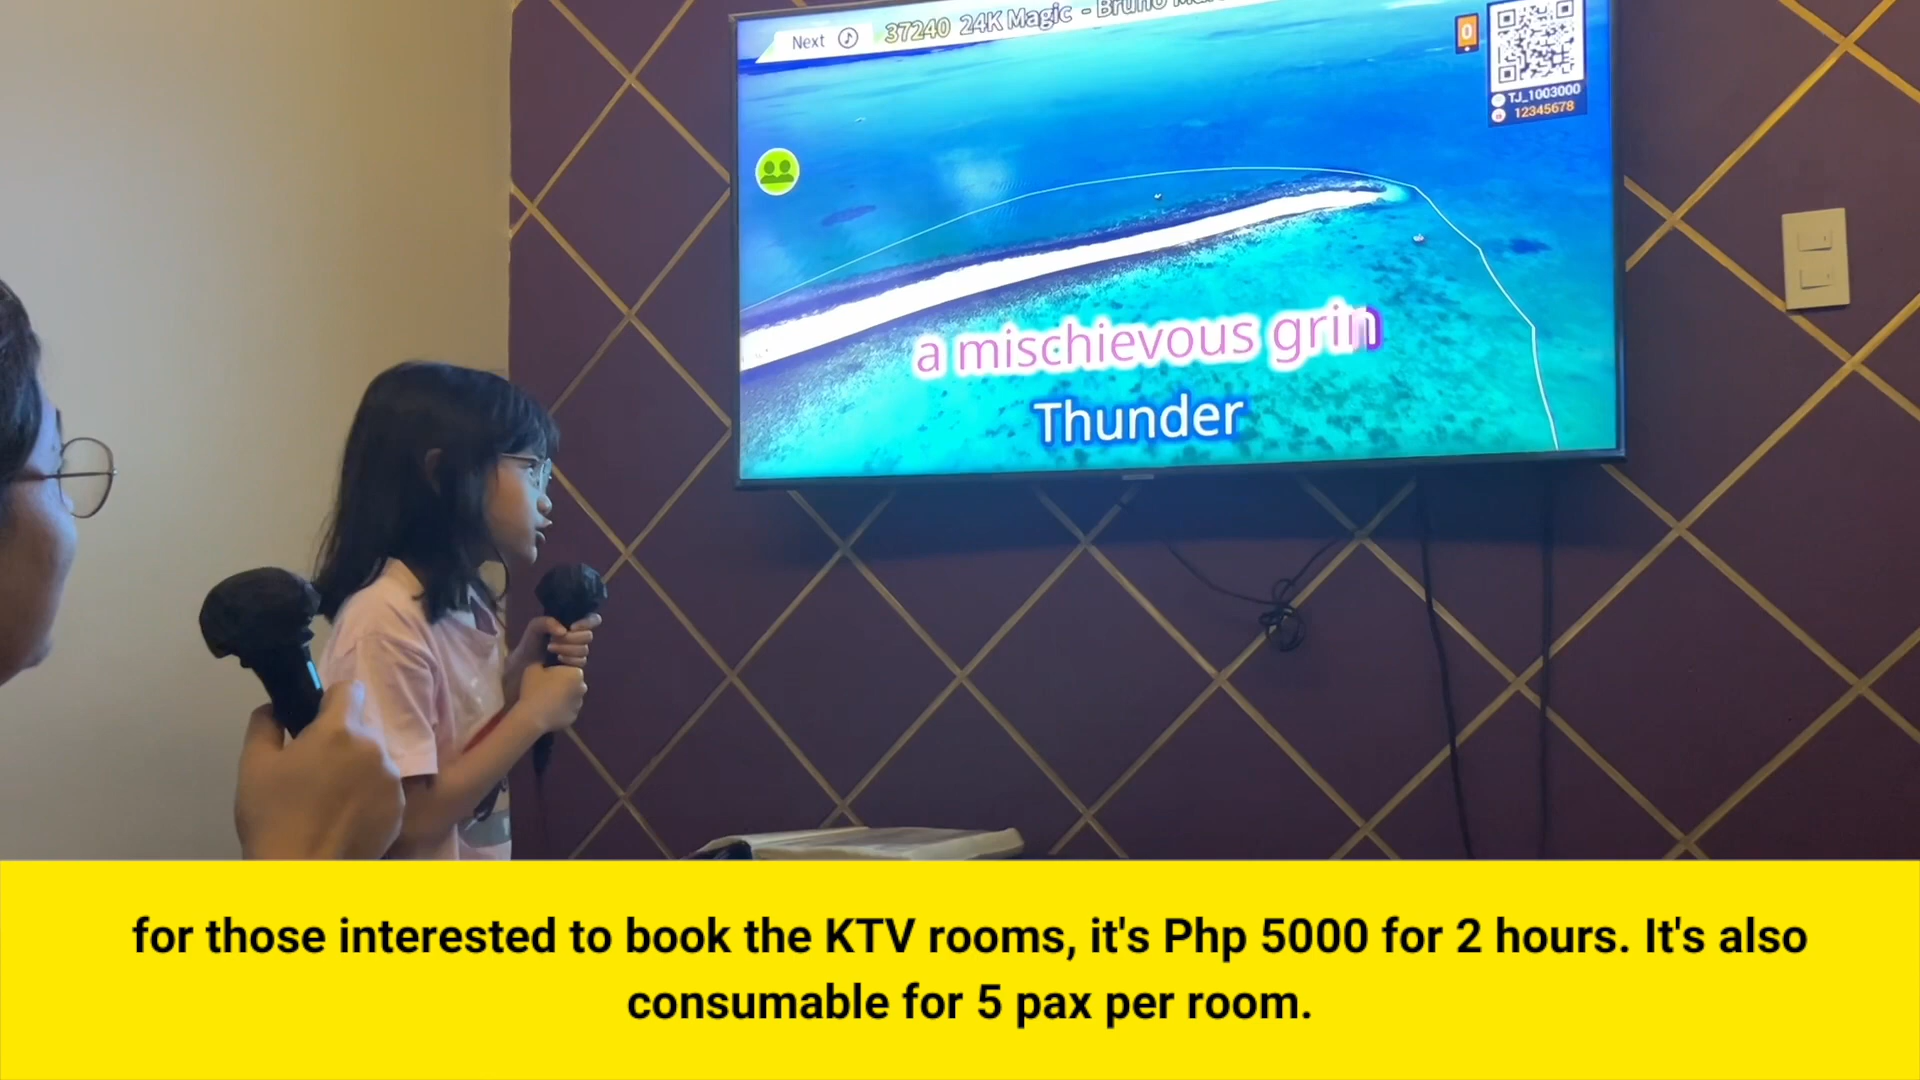 Next 37240 24K Magic - Bruno
0
TJ_1003000
12345678
a mischievous grin
Thunder
for those interested to book the KTV rooms, it's Php 5000 for 2 hours. It's also
consumable for 5 pax per room.